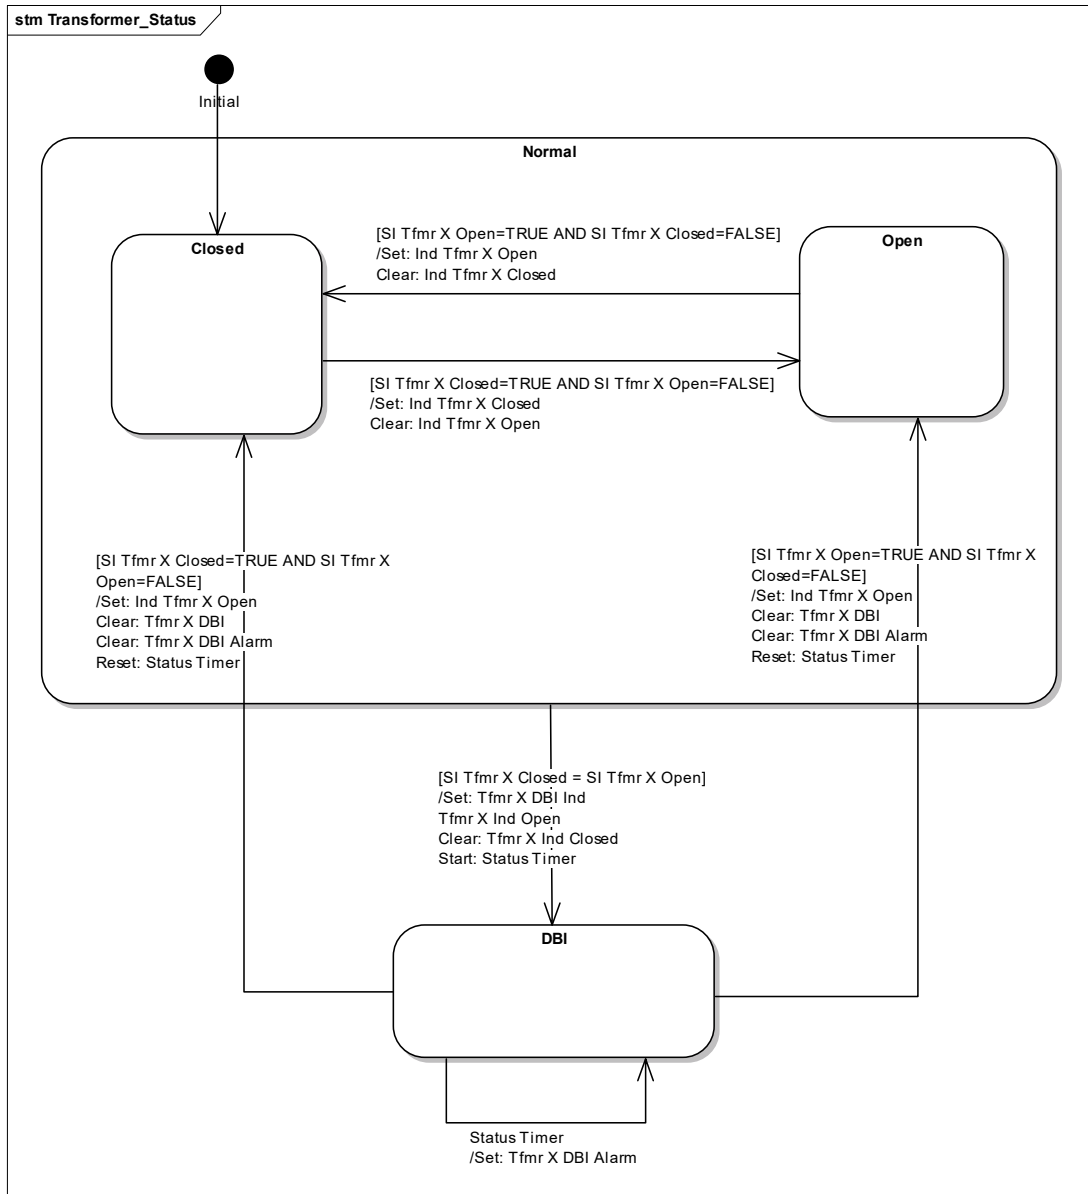 stm Transformer_Status
Initial
Normal
Closed
Open
[SI Tfmr X Open=TRUE AND SI Tfmr X Closed=FALSE]
/Set: Ind Tfmr X Open
Clear: Ind Tfmr X Closed
[SI Tfmr X Closed=TRUE AND SI Tfmr X Open=FALSE]
/Set: Ind Tfmr X Closed
Clear: Ind Tfmr X Open
[SI Tfmr X Closed=TRUE AND SI Tfmr X
Open=FALSE]
/Set: Ind Tfmr X Open
Clear: Tfmr X DBI
Clear: Tfmr X DBI Alarm
Reset: Status Timer
[SI Tfmr X Open=TRUE AND SI Tfmr X
Closed=FALSE]
/Set: Ind Tfmr X Open
Clear: Tfmr X DBI
Clear: Tfmr X DBI Alarm
Reset: Status Timer
[SI Tfmr X Closed = SI Tfmr X Open]
/Set: Tfmr X DBI Ind
Tfmr X Ind Open
Clear: Tfmr X Ind Closed
Start: Status Timer
DBI
Status Timer
/Set: Tfmr X DBI Alarm